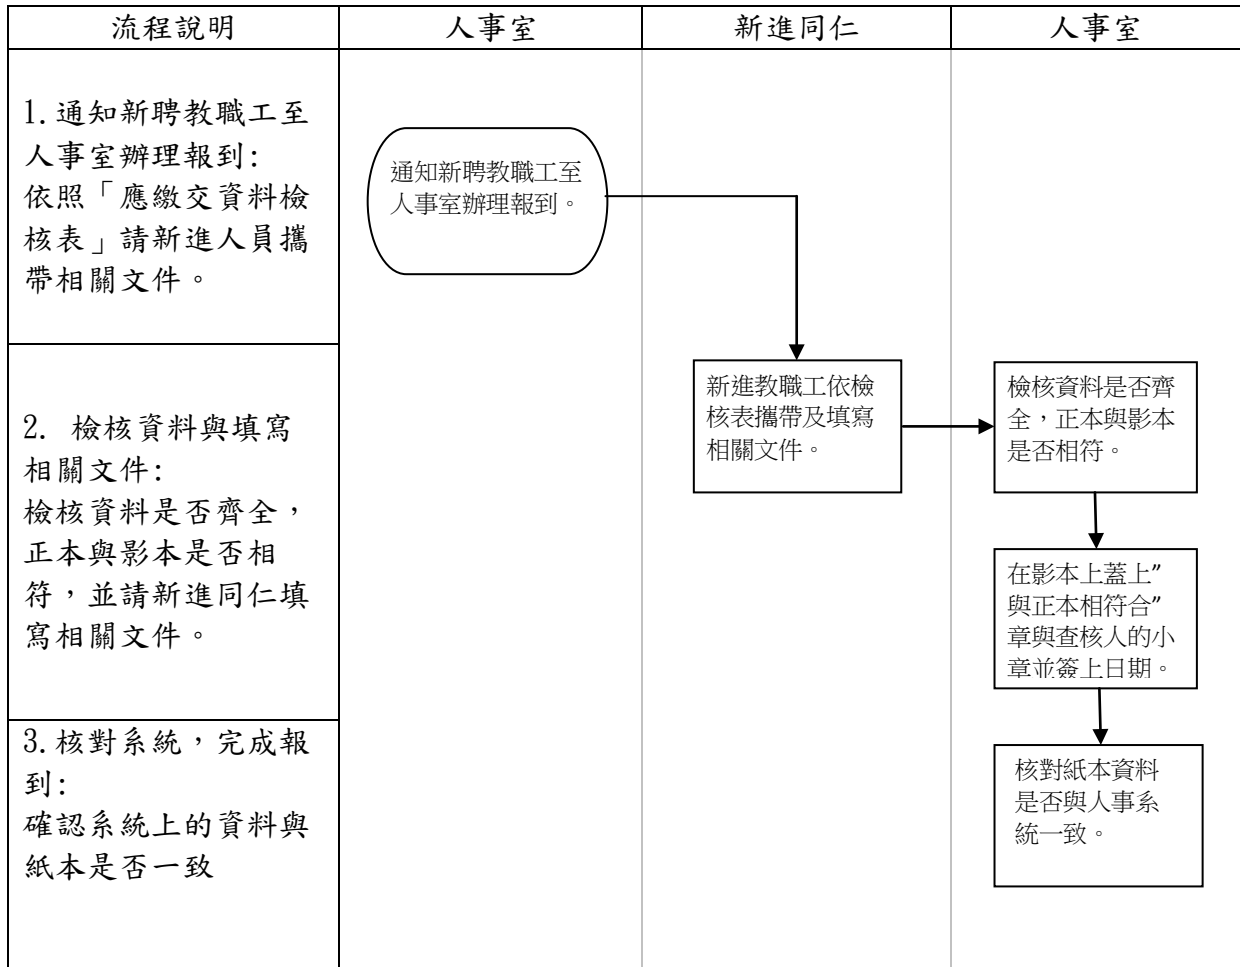 流程說明
人事室
新進同仁
人事室
1.通知新聘教職工至
人事室辦理報到:
依照「應繳交資料檢
核表」請新進人員攜
帶相關文件。
通知新聘教職工至
人事室辦理報到。
2. 檢核資料與填寫
相關文件:
檢核資料是否齊全，
正本與影本是否相
符，並請新進同仁填
寫相關文件。
新進教職工依檢
核表攜帶及填寫
相關文件。
檢核資料是否齊
全，正本與影本
是否相符。
在影本上蓋上”
與正本相符合”
章與查核人的小
章並簽上日期。
3.核對系統，完成報
到:
確認系統上的資料與
紙本是否一致
核對紙本資料
是否與人事系
統一致。